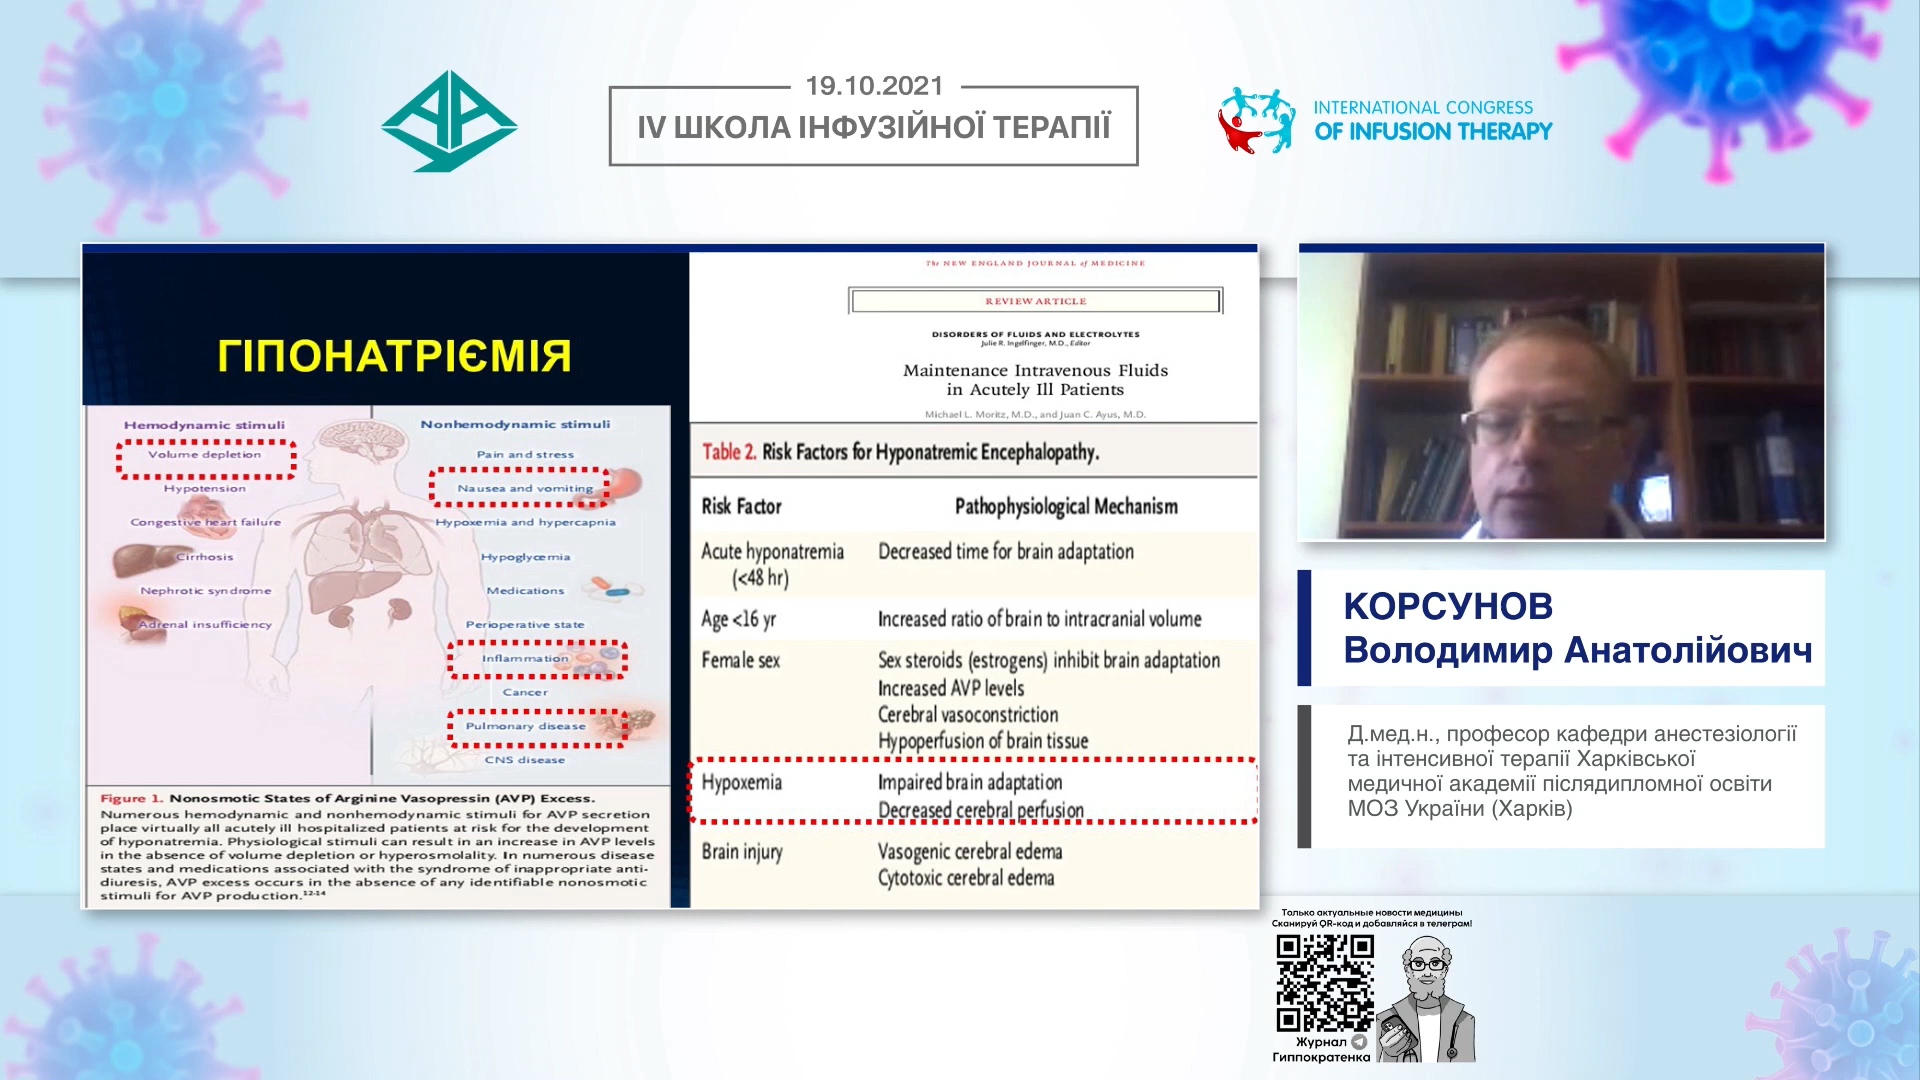 19.10.2021
IV ШКОЛА ІНФУЗІЙНОЇ ТЕРАПІЇ
INTERNATIONAL CONGRESS
OF INFUSION THERAPY
ГІПОНАТРІЄМІЯ
Hemodynamic stimuli
Volume depletion
Hypotension
Congestive heart failure
Cirrhosis
Nephrotic syndrome
Adrenal insufficiency
Nonhemodynamic stimuli
Pain and stress
Nausea and vomiting
Hypoxemia and hypercapnia
Hypoglycemia
Medications
Perioperative state
Inflammation
Cancer
Pulmonary disease
CNS disease
Figure 1. Nonosmotic States of Arginine Vasopressin (AVP) Excess.
Numerous hemodynamic and nonhemodynamic stimuli for AVP secretion
place virtually all acutely ill hospitalized patients at risk for the development
of hyponatremia. Physiological stimuli can result in an increase in AVP levels
in the absence of volume depletion or hyperosmolality. In numerous disease
states and medications associated with the syndrome of inappropriate anti-
diuresis, AVP excess occurs in the absence of any identifiable nonosmotic
stimuli for AVP production.12-14
The NEW ENGLAND JOURNAL of MEDICINE
REVIEW ARTICLE
DISORDERS OF FLUIDS AND ELECTROLYTES
Julie R. Ingelfinger, M.D., Editor
Maintenance Intravenous Fluids
in Acutely Ill Patients
Michael L. Moritz, M.D., and Juan C. Ayus, M.D.
Table 2. Risk Factors for Hyponatremic Encephalopathy.
Risk Factor Pathophysiological Mechanism
Acute hyponatremia Decreased time for brain adaptation
(<48 hr)
Age <16 yr Increased ratio of brain to intracranial volume
Female sex Sex steroids (estrogens) inhibit brain adaptation
Increased AVP levels
Cerebral vasoconstriction
Hypoperfusion of brain tissue
Hypoxemia Impaired brain adaptation
Decreased cerebral perfusion
Brain injury Vasogenic cerebral edema
Cytotoxic cerebral edema
КОРСУНОВ
Володимир Анатолійович
Д.мед.н., професор кафедри анестезіології
та інтенсивної терапії Харківської
медичної академії післядипломної освіти
МОЗ України (Харків)
Только актуальные новости медицины
Сканируй QR-код и добавляйся в телеграм!
Журнал
Гиппократенка